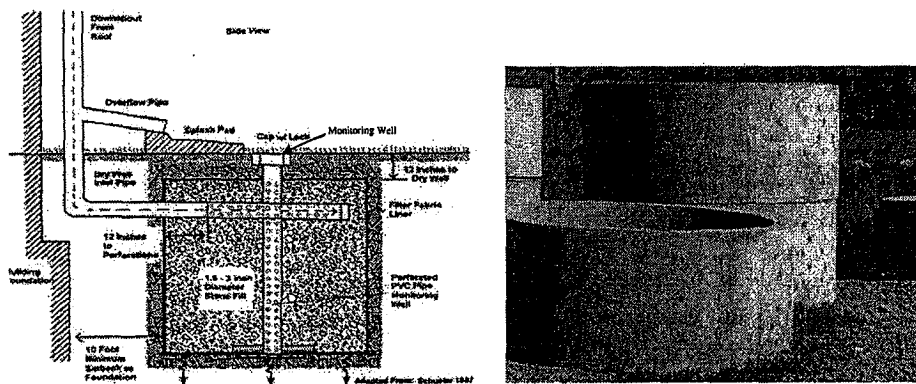 Downspout
From
Roof
Side View
Overflow Pipe
Splash Pad
Cap w/ Lock
Monitoring Well
Dry Well
Inlet Pipe
12 Inches to
Dry Well
Filter Fabric
Liner
12 Inches
to
Perforations
1.5 - 3 Inch
Diameter
Stone Fill
Perforated
PVC Pipe
Monitoring
Well
Building
Foundation
10 Foot
Minimum
Setback to
Foundation
Adapted From: Schueler 1987